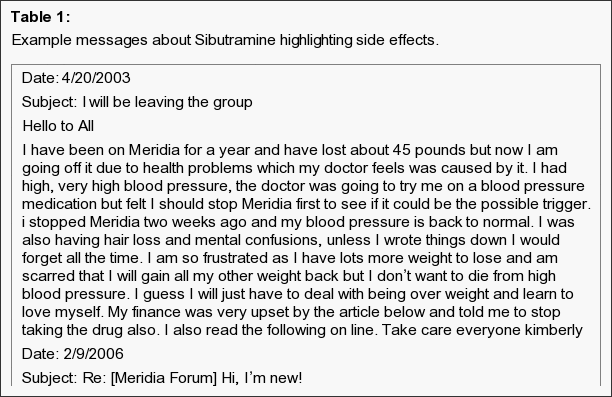 Table 1:
Example messages about Sibutramine highlighting side effects.
Date: 4/20/2003
Subject: I will be leaving the group
Hello to All
I have been on Meridia for a year and have lost about 45 pounds but now I am
going off it due to health problems which my doctor feels was caused by it. I had
high, very high blood pressure, the doctor was going to try me on a blood pressure
medication but felt I should stop Meridia first to see if it could be the possible trigger.
i stopped Meridia two weeks ago and my blood pressure is back to normal. I was
also having hair loss and mental confusions, unless I wrote things down I would
forget all the time. I am so frustrated as I have lots more weight to lose and am
scarred that I will gain all my other weight back but I don’t want to die from high
blood pressure. I guess I will just have to deal with being over weight and learn to
love myself. My finance was very upset by the article below and told me to stop
taking the drug also. I also read the following on line. Take care everyone kimberly
Date: 2/9/2006
Subject: Re: [Meridia Forum] Hi, I’m new!